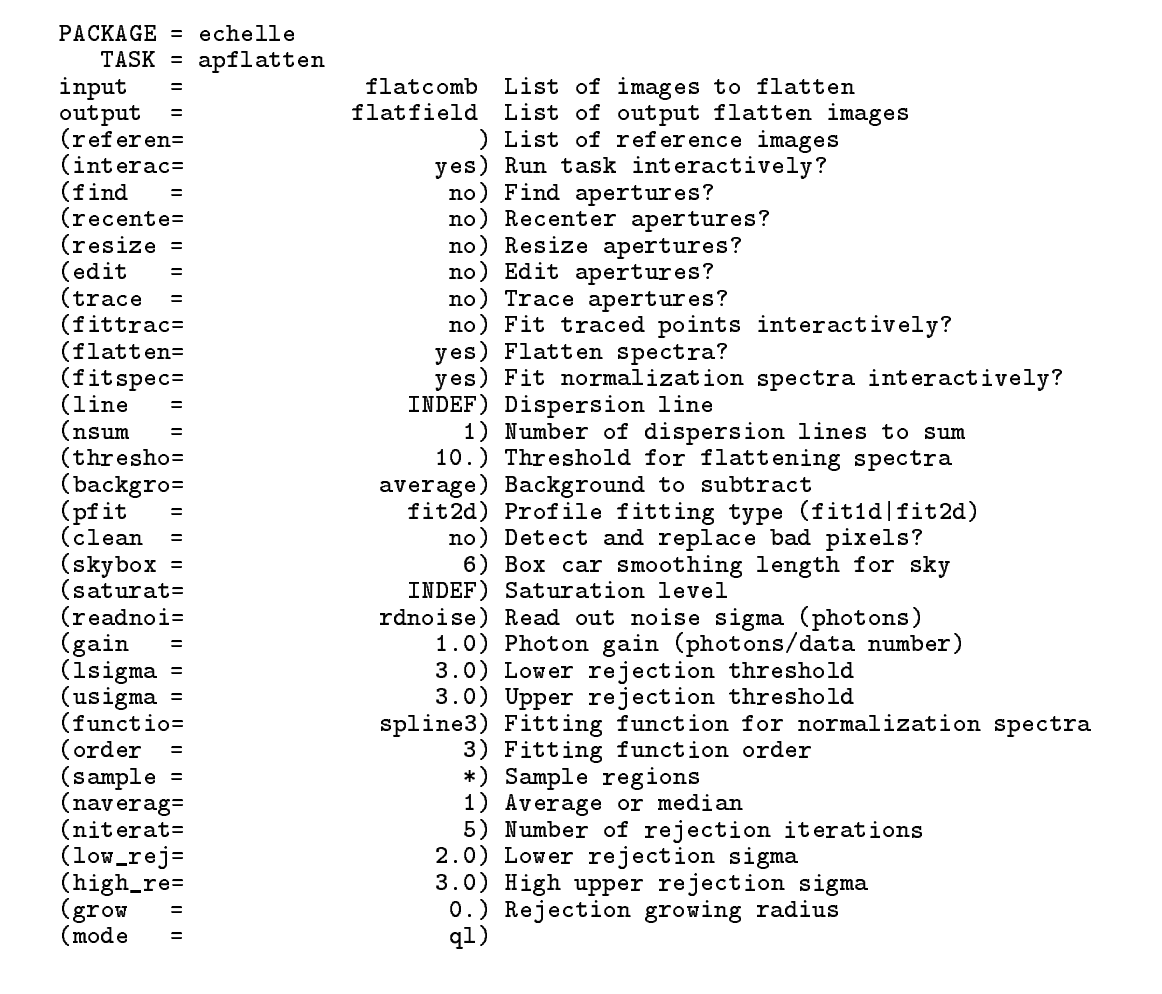 PACKAGE = echelle
   TASK = apflatten
input   =             flatcomb  List of images to flatten
output  =            flatfield  List of output flatten images
(referen=                     ) List of reference images
(interac=                  yes) Run task interactively?
(find   =                   no) Find apertures?
(recente=                   no) Recenter apertures?
(resize =                   no) Resize apertures?
(edit   =                   no) Edit apertures?
(trace  =                   no) Trace apertures?
(fittrac=                   no) Fit traced points interactively?
(flatten=                  yes) Flatten spectra?
(fitspec=                  yes) Fit normalization spectra interactively?
(line   =                INDEF) Dispersion line
(nsum   =                    1) Number of dispersion lines to sum
(thresho=                  10.) Threshold for flattening spectra
(backgro=              average) Background to subtract
(pfit   =                fit2d) Profile fitting type (fit1d|fit2d)
(clean  =                   no) Detect and replace bad pixels?
(skybox =                    6) Box car smoothing length for sky
(saturat=                INDEF) Saturation level
(readnoi=              rdnoise) Read out noise sigma (photons)
(gain   =                  1.0) Photon gain (photons/data number)
(lsigma =                  3.0) Lower rejection threshold
(usigma =                  3.0) Upper rejection threshold
(functio=              spline3) Fitting function for normalization spectra
(order  =                    3) Fitting function order
(sample =                    *) Sample regions
(naverag=                    1) Average or median
(niterat=                    5) Number of rejection iterations
(low_rej=                  2.0) Lower rejection sigma
(high_re=                  3.0) High upper rejection sigma
(grow   =                   0.) Rejection growing radius
(mode   =                   ql)